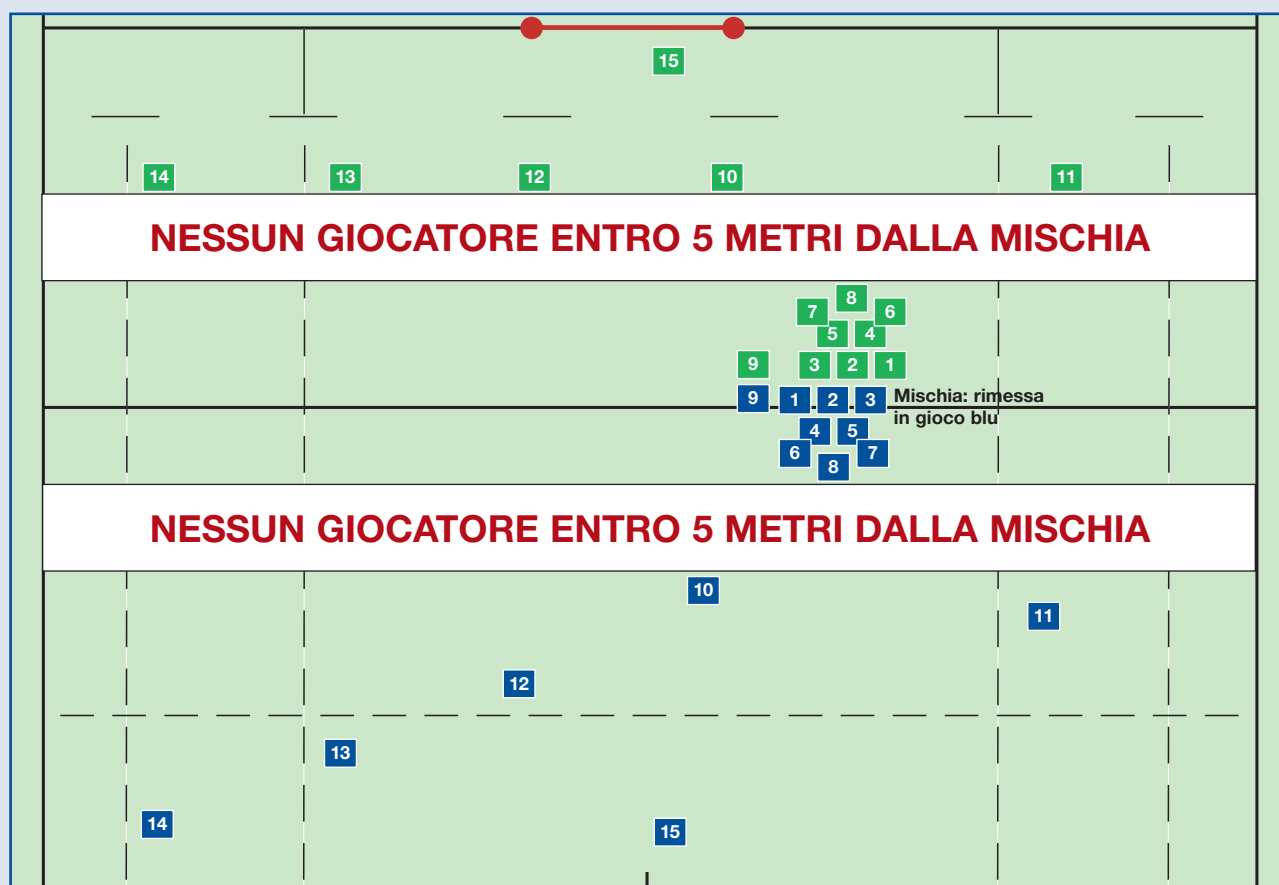 15
14 13 12 10 11
NESSUN GIOCATORE ENTRO 5 METRI DALLA MISCHIA
8
7 6
5 4
9 3 2 1
9 1 2 3 Mischia: rimessa
in gioco blu
4 5
6 7
8
NESSUN GIOCATORE ENTRO 5 METRI DALLA MISCHIA
10
11
12
13
14
15